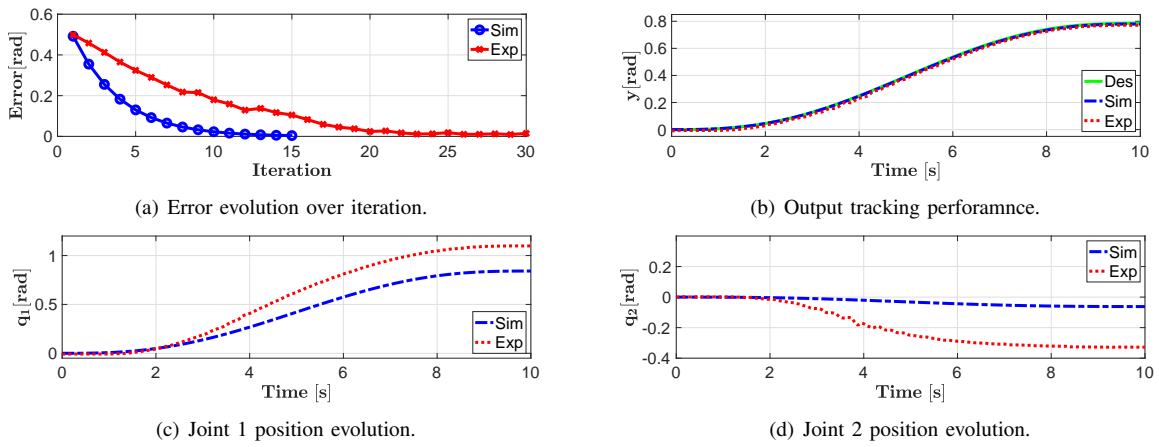 0.6
0.4
0.2
0
Error[rad]
0 5 10 15 20 25 30
Iteration
Sim
Exp
(a) Error evolution over iteration.
0.8
0.6
0.4
0.2
0
y[rad]
0 2 4 6 8 10
Time [s]
Des
Sim
Exp
(b) Output tracking perforamnce.
1
0.5
0
q1[rad]
0 2 4 6 8 10
Time [s]
Sim
Exp
(c) Joint 1 position evolution.
0.2
0
-0.2
-0.4
q2[rad]
0 2 4 6 8 10
Time [s]
Sim
Exp
(d) Joint 2 position evolution.